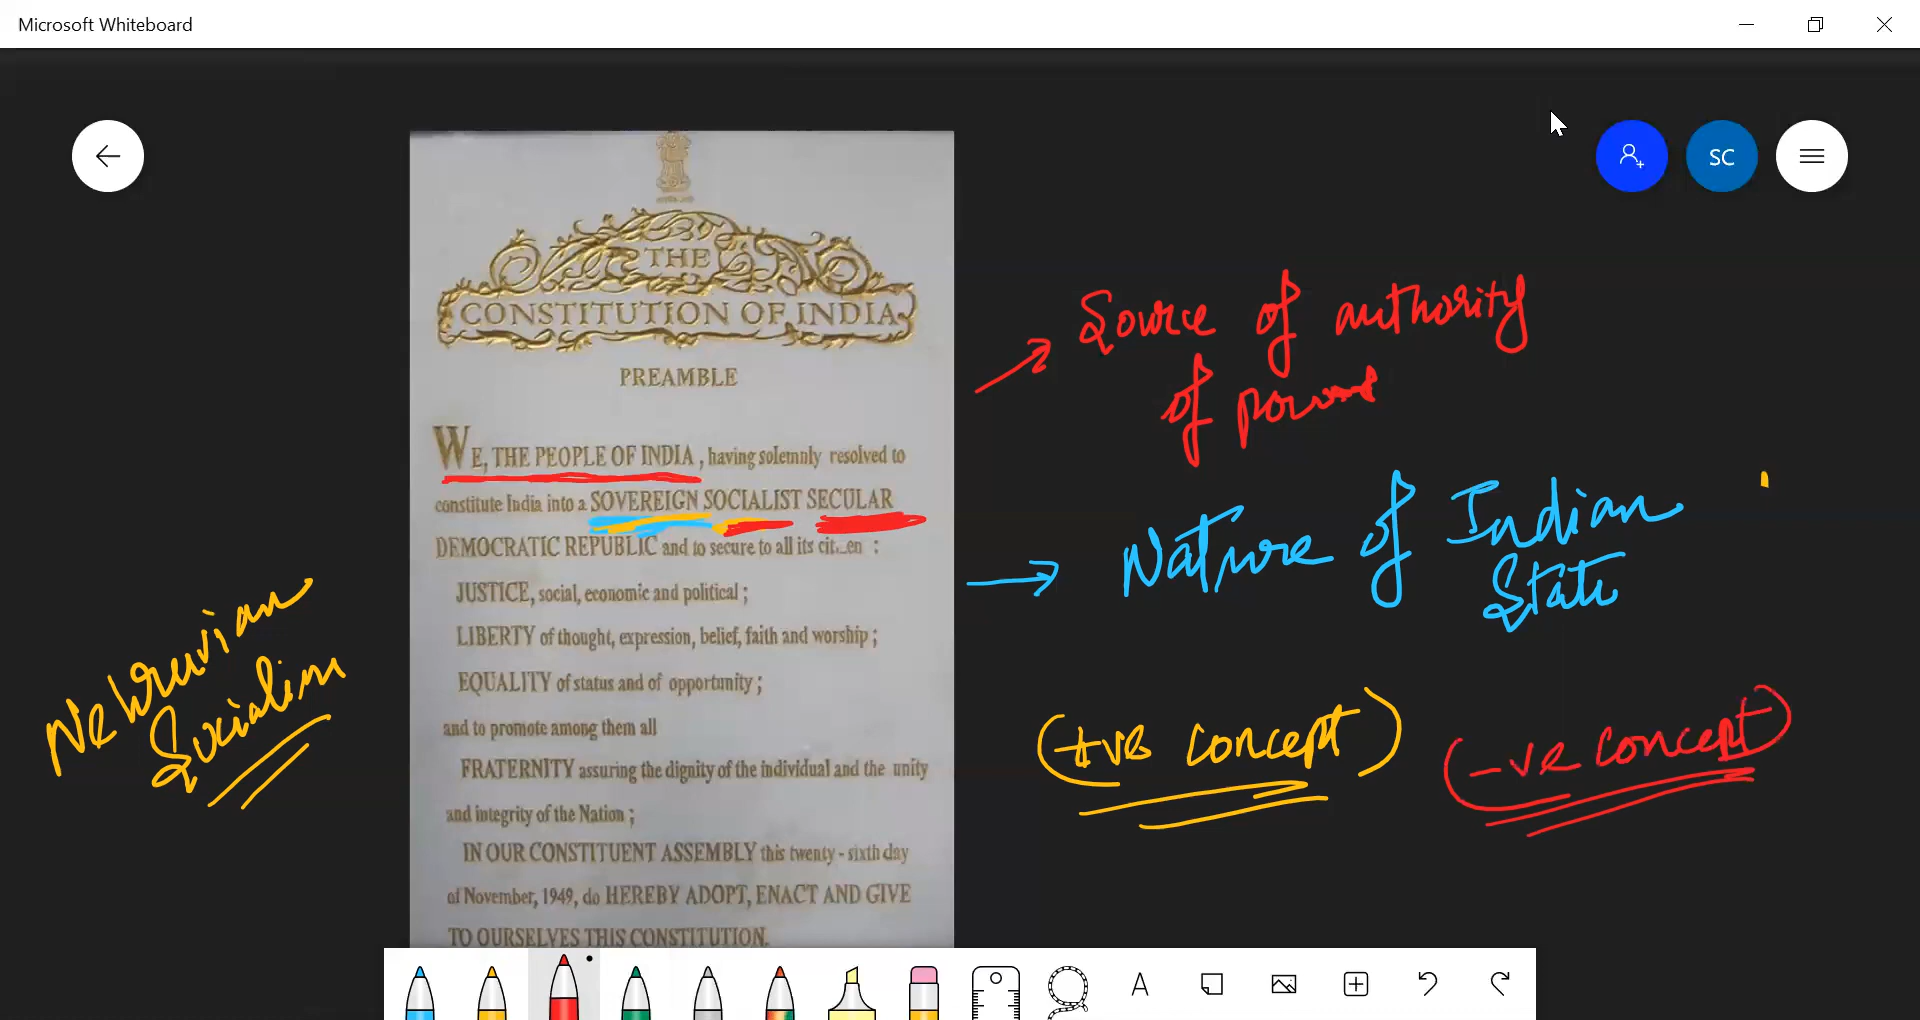 Microsoft Whiteboard
SC
THE
CONSTITUTION OF INDIA
PREAMBLE
WE, THE PEOPLE OF INDIA, having solemnly resolved to
constitute India into a SOVEREIGN SOCIALIST SECULAR
DEMOCRATIC REPUBLIC and to secure to all its :
JUSTICE, social, economic and political ;
LIBERTY of thought, expression, belief, faith and worship ;
EQUALITY of status and of opportunity ;
and to promote among them all
FRATERNITY assuring the dignity of the individual and the unity
and integrity of the Nation ;
IN OUR CONSTITUENT ASSEMBLY this twenty - sixth day
of November, 1949, do HEREBY ADOPT, ENACT AND GIVE
TO OURSELVES THIS CONSTITUTION.
Source of authority
of power
Nature of Indian
State
(+ve concept)
(-ve concept)
Nehruvian
Socialism
A